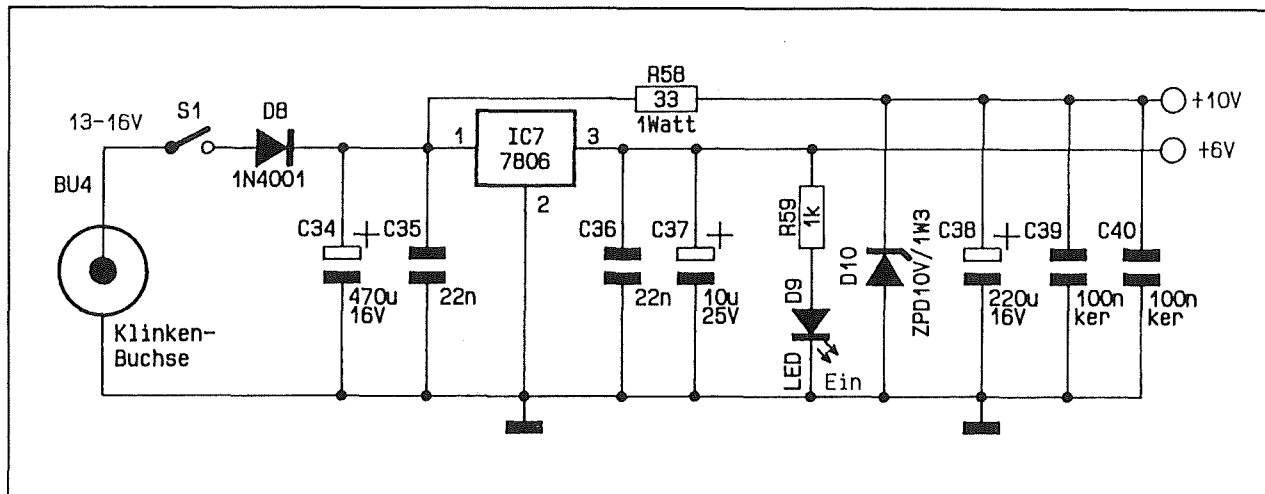 R58
33
1Watt
+10V
S1
D8
13-16V
1N4001
1
IC7
7806
3
2
+6V
BU4
C34
+
470u
16V
C35
22n
C36
22n
C37
+
10u
25V
R59
1k
D9
LED
Ein
D10
ZPD10V/1W3
C38
+
220u
16V
C39
100n
ker
C40
100n
ker
Klinken-
Buchse